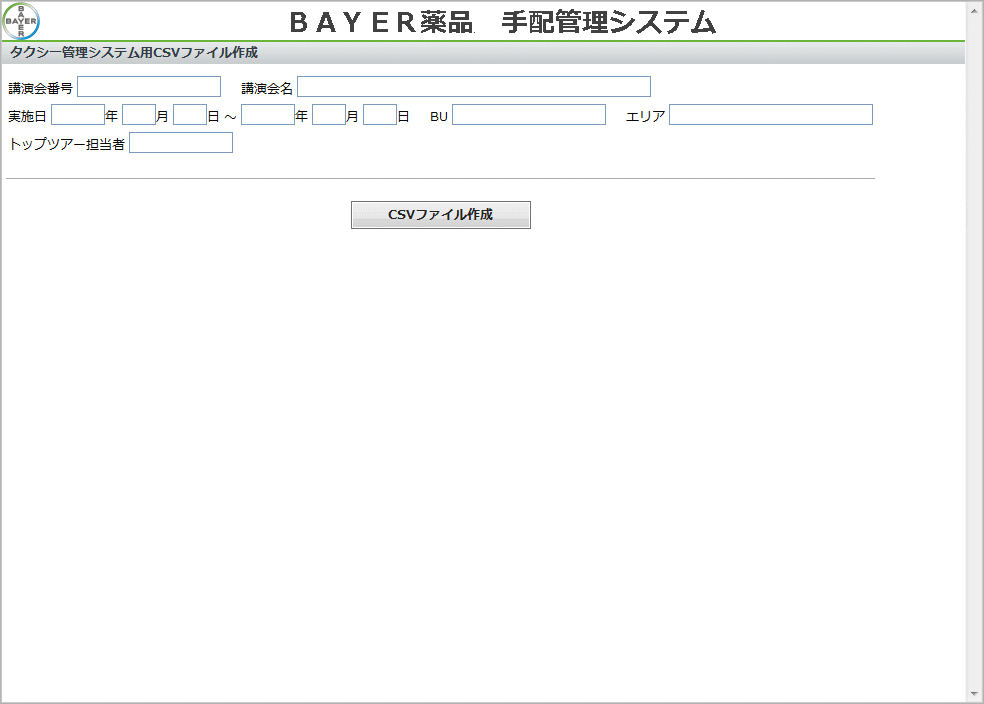 BAYER
BAYER
ＢＡＹＥＲ薬品　手配管理システム
タクシー管理システム用CSVファイル作成
講演会番号 講演会名
実施日 年 月 日 ～ 年 月 日 BU エリア
トップツアー担当者
CSVファイル作成